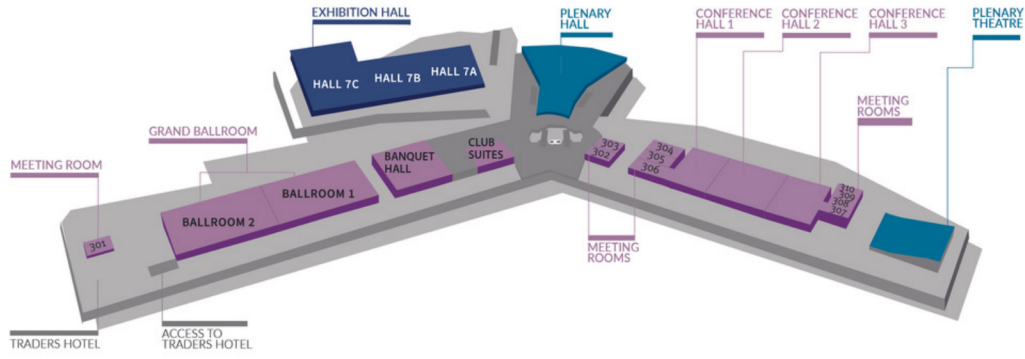 EXHIBITION HALL
PLENARY
HALL
CONFERENCE
HALL 1
CONFERENCE
HALL 2
CONFERENCE
HALL 3
PLENARY
THEATRE
HALL 7C
HALL 7B
HALL 7A
MEETING
ROOMS
GRAND BALLROOM
MEETING ROOM
BANQUET
HALL
CLUB
SUITES
303
302
304
305
306
310
309
308
307
BALLROOM 1
BALLROOM 2
301
MEETING
ROOMS
TRADERS HOTEL
ACCESS TO
TRADERS HOTEL